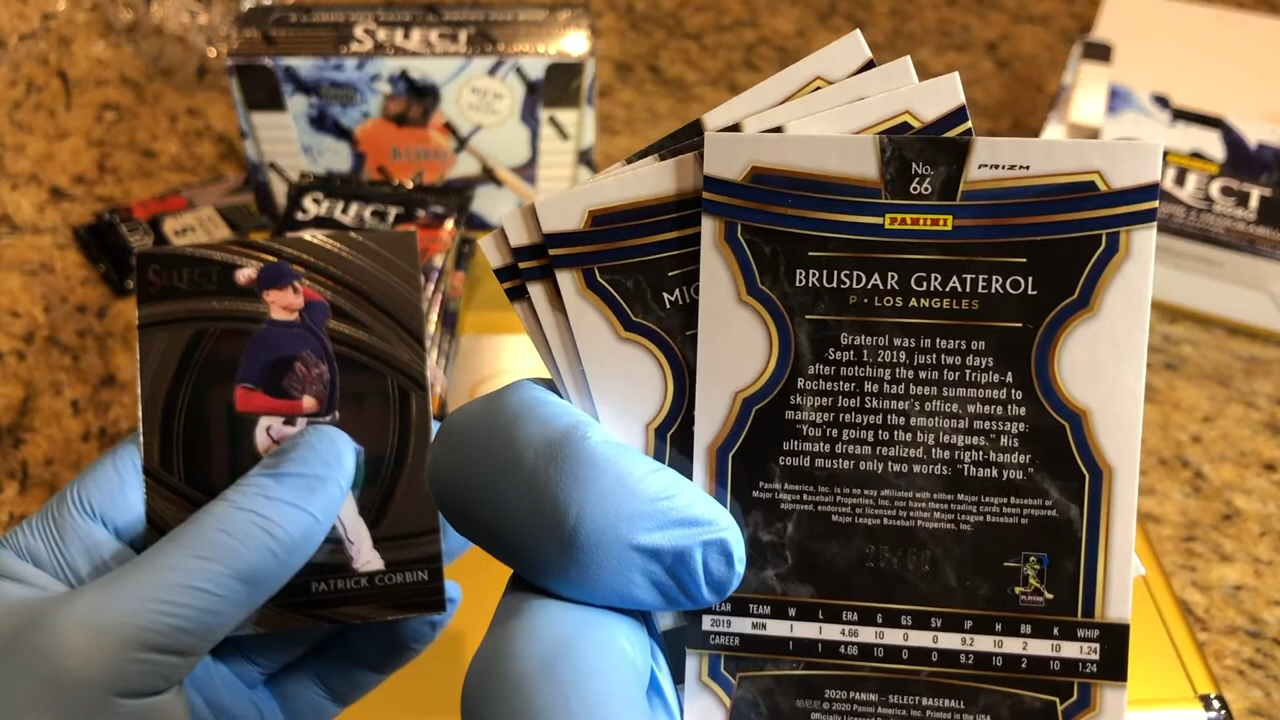 SELECT
SELECT
SELECT
PATRICK CORBIN
MIC
No.
66
PRIZM
PANINI
BRUSDAR GRATEROL
P • LOS ANGELES
Graterol was in tears on
Sept. 1, 2019, just two days
after notching the win for Triple-A
Rochester. He had been summoned to
skipper Joel Skinner's office, where the
manager relayed the emotional message:
"You're going to the big leagues." His
ultimate dream realized, the right-hander
could muster only two words: "Thank you."
Panini America, Inc. is in no way affiliated with either Major League Baseball or
Major League Baseball Properties, Inc. nor have these trading cards been prepared,
approved, endorsed, or licensed by either Major League Baseball or
Major League Baseball Properties, Inc.
PLAYERS
YEAR TEAM W L ERA G GS SV IP H BB K WHIP
2019 MIN 1 1 4.66 10 0 0 9.2 10 2 10 1.24
CAREER 1 1 4.66 10 0 0 9.2 10 2 10 1.24
2020 PANINI – SELECT BASEBALL
© 2020 Panini America, Inc. Printed in the USA
Officially Licensed
LECT